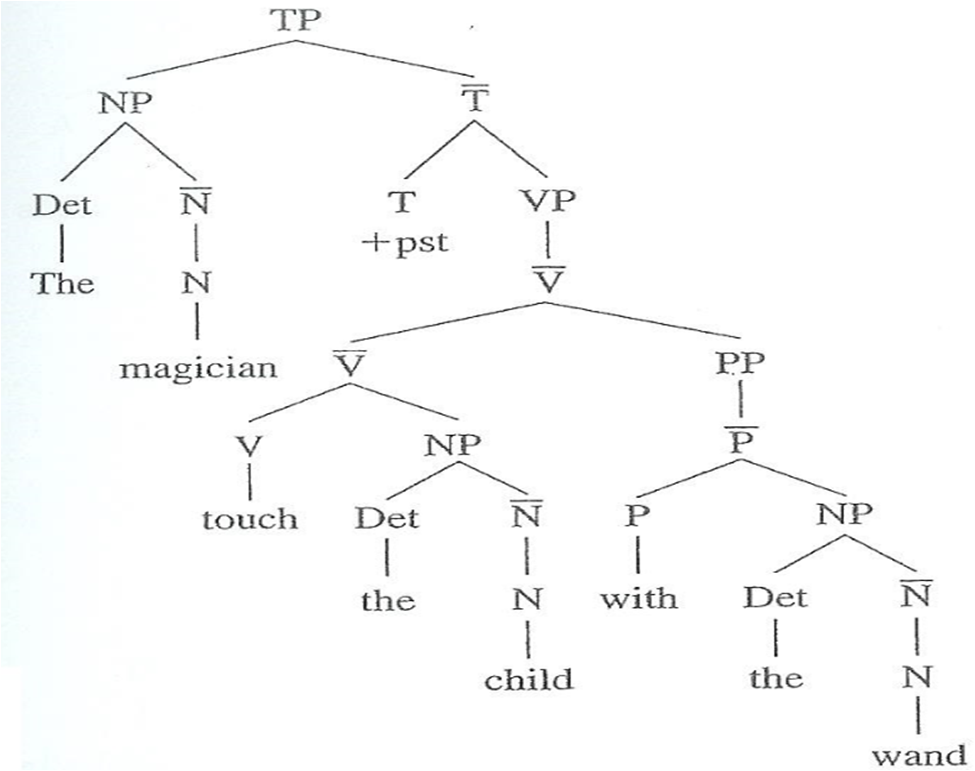 TP
NP T̅
Det N̅ T VP
The N +pst V̅
magician V̅ PP
V NP P̅
touch Det N̅ P NP
the N with Det N̅
child the N
wand